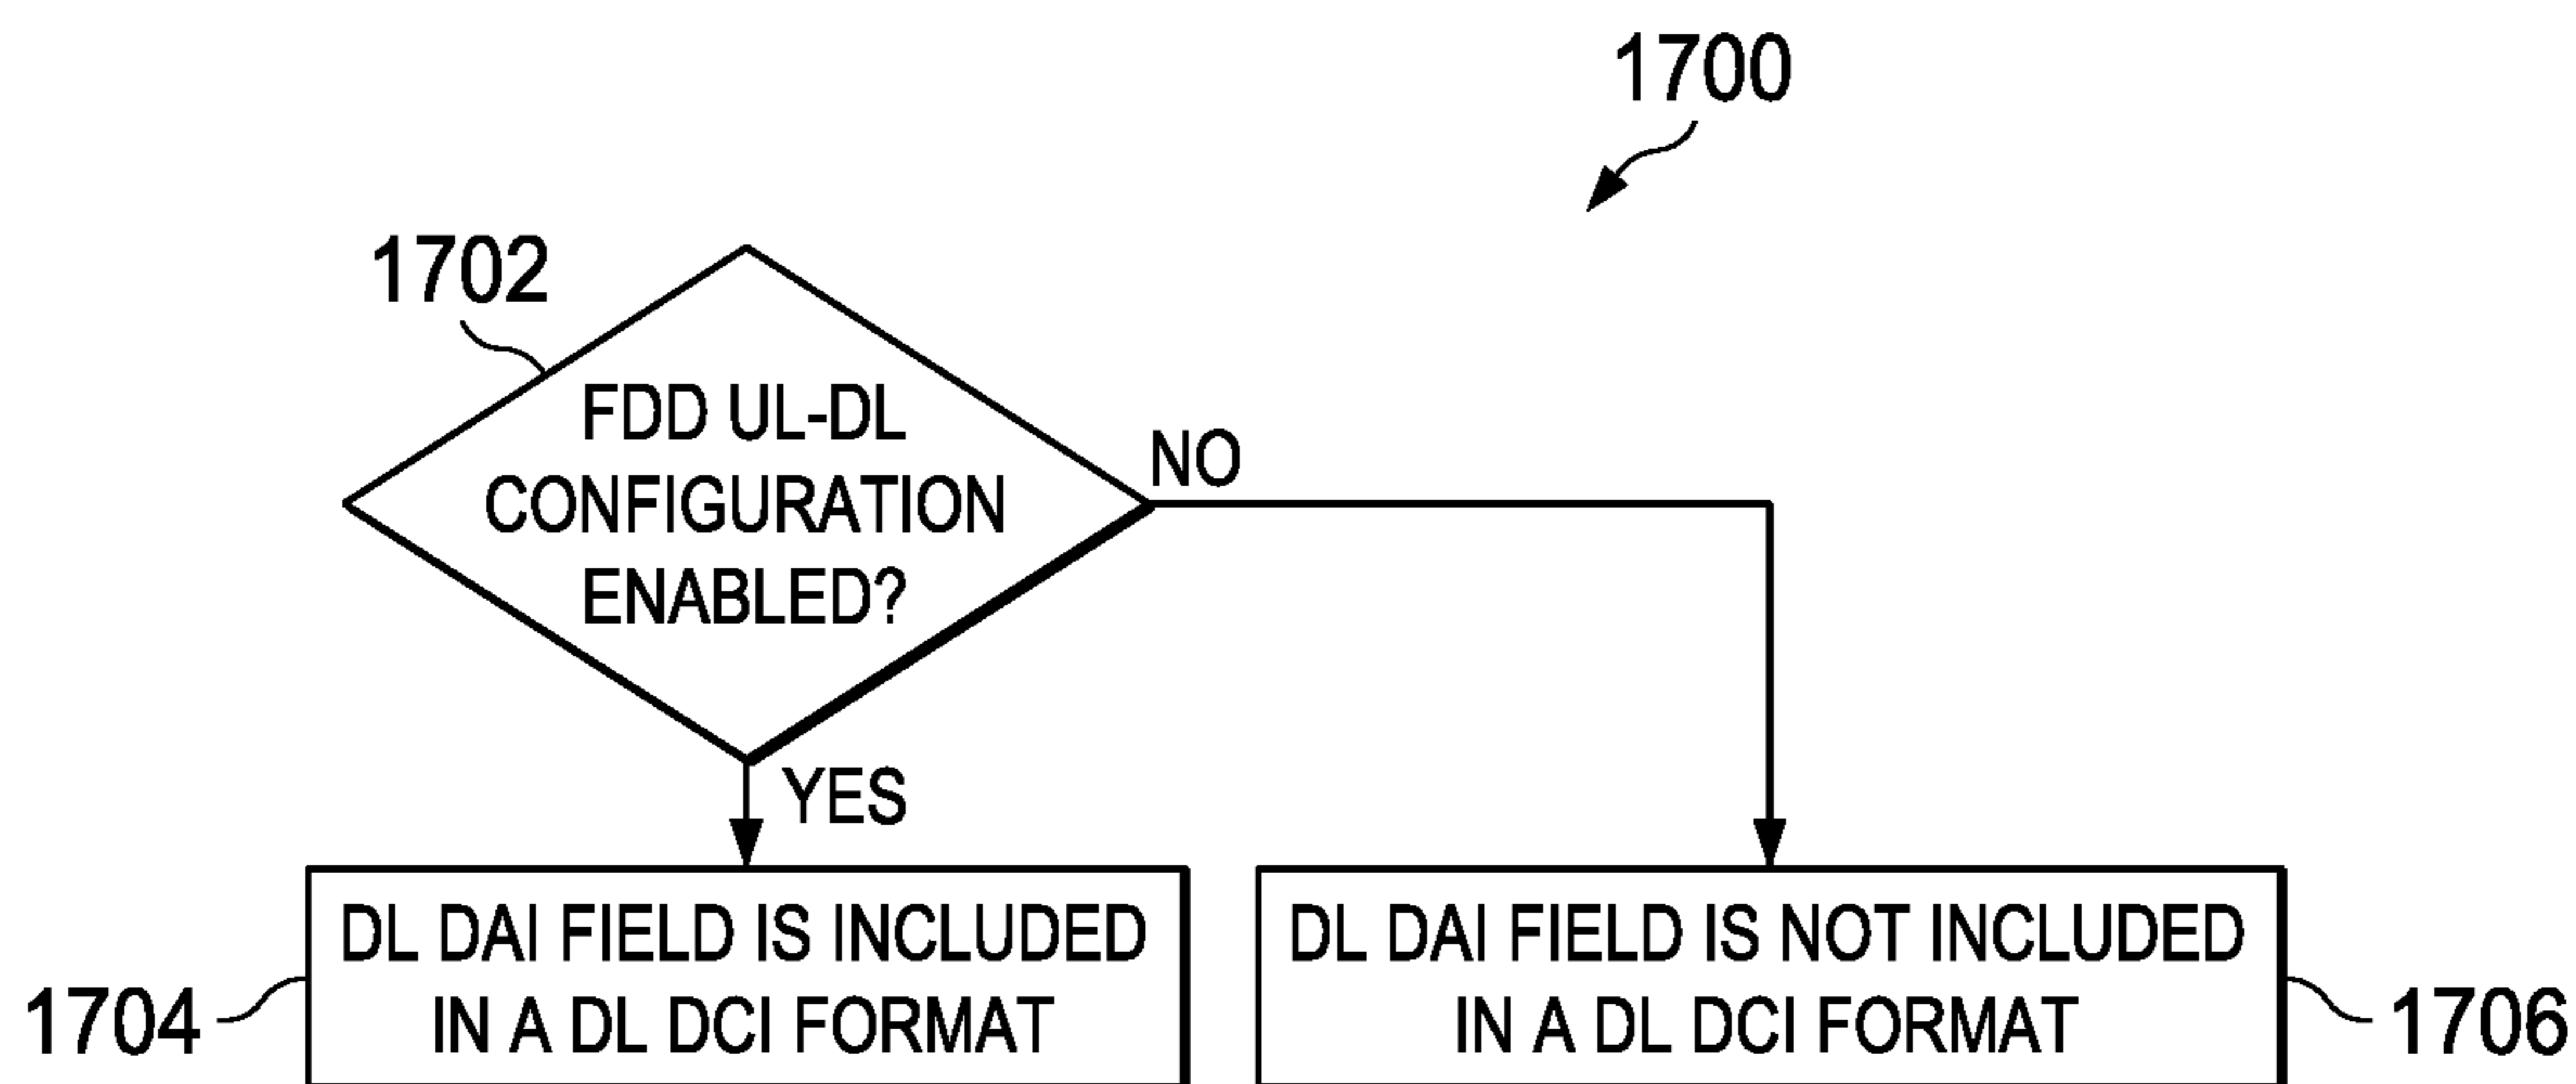 1700
1702
FDD UL-DL
CONFIGURATION
ENABLED?
NO
YES
DL DAI FIELD IS INCLUDED
IN A DL DCI FORMAT
1704
DL DAI FIELD IS NOT INCLUDED
IN A DL DCI FORMAT
1706